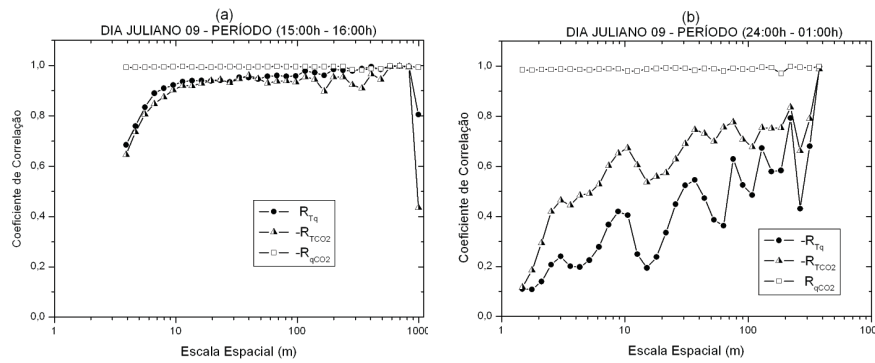 (a)
DIA JULIANO 09 - PERÍODO (15:00h - 16:00h)
Coeficiente de Correlação
1,0
0,8
0,6
0,4
0,2
0,0
R_Tq
-R_TCO2
-R_qCO2
1
10
100
1000
Escala Espacial (m)
(b)
DIA JULIANO 09 - PERÍODO (24:00h - 01:00h)
Coeficiente de Correlação
1,0
0,8
0,6
0,4
0,2
0,0
-R_Tq
-R_TCO2
R_qCO2
1
10
100
1000
Escala Espacial (m)